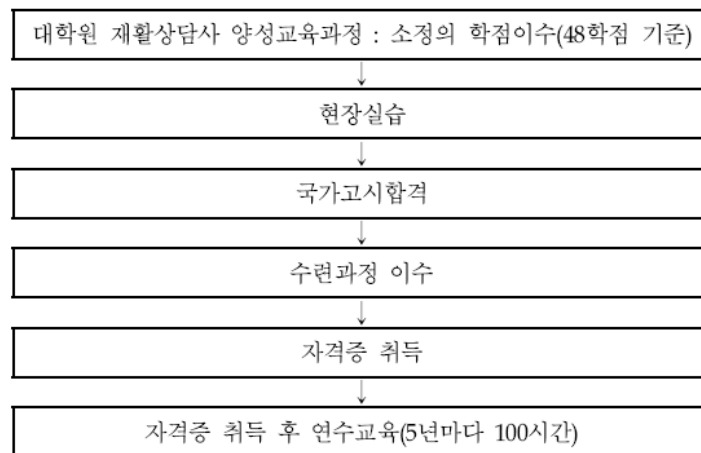 대학원 재활상담사 양성교육과정 : 소정의 학점이수(48학점 기준)
↓
현장실습
↓
국가고시합격
↓
수련과정 이수
↓
자격증 취득
↓
자격증 취득 후 연수교육(5년마다 100시간)